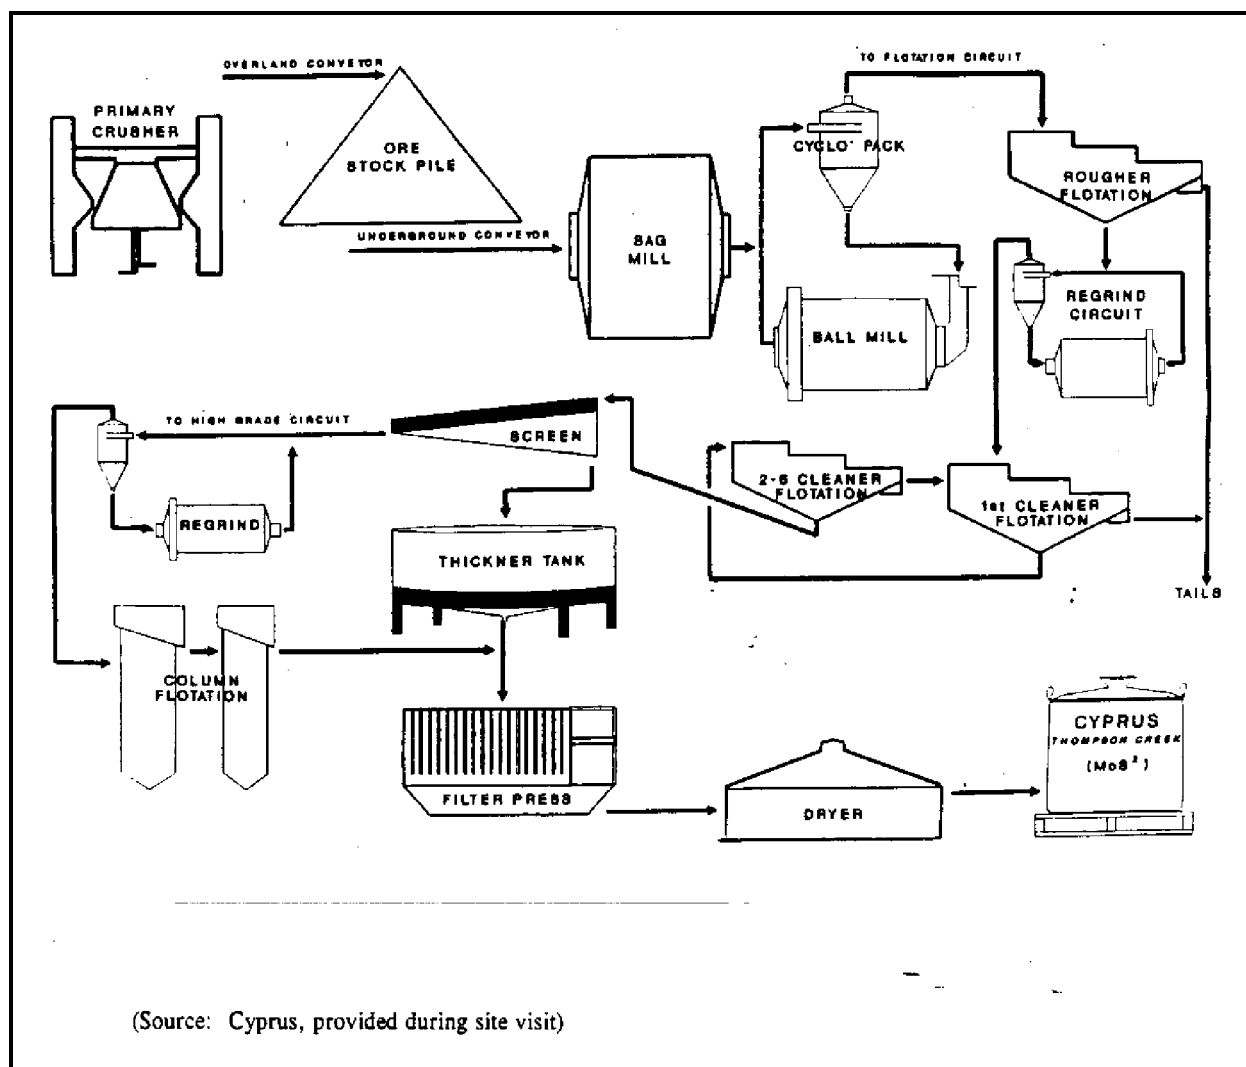 OVERLAND CONVEYOR
TO FLOTATION CIRCUIT
PRIMARY
CRUSHER
ORE
STOCK PILE
CYCLO' PACK
ROUGHER
FLOTATION
UNDERGROUND CONVEYOR
SAG
MILL
REGRIND
CIRCUIT
BALL MILL
TO HIGH GRADE CIRCUIT
SCREEN
2-6 CLEANER
FLOTATION
1st CLEANER
FLOTATION
REGRIND
THICKNER TANK
TAILS
COLUMN
FLOTATION
CYPRUS
THOMPSON CREEK
(MoS²)
FILTER PRESS
DRYER
(Source: Cyprus, provided during site visit)